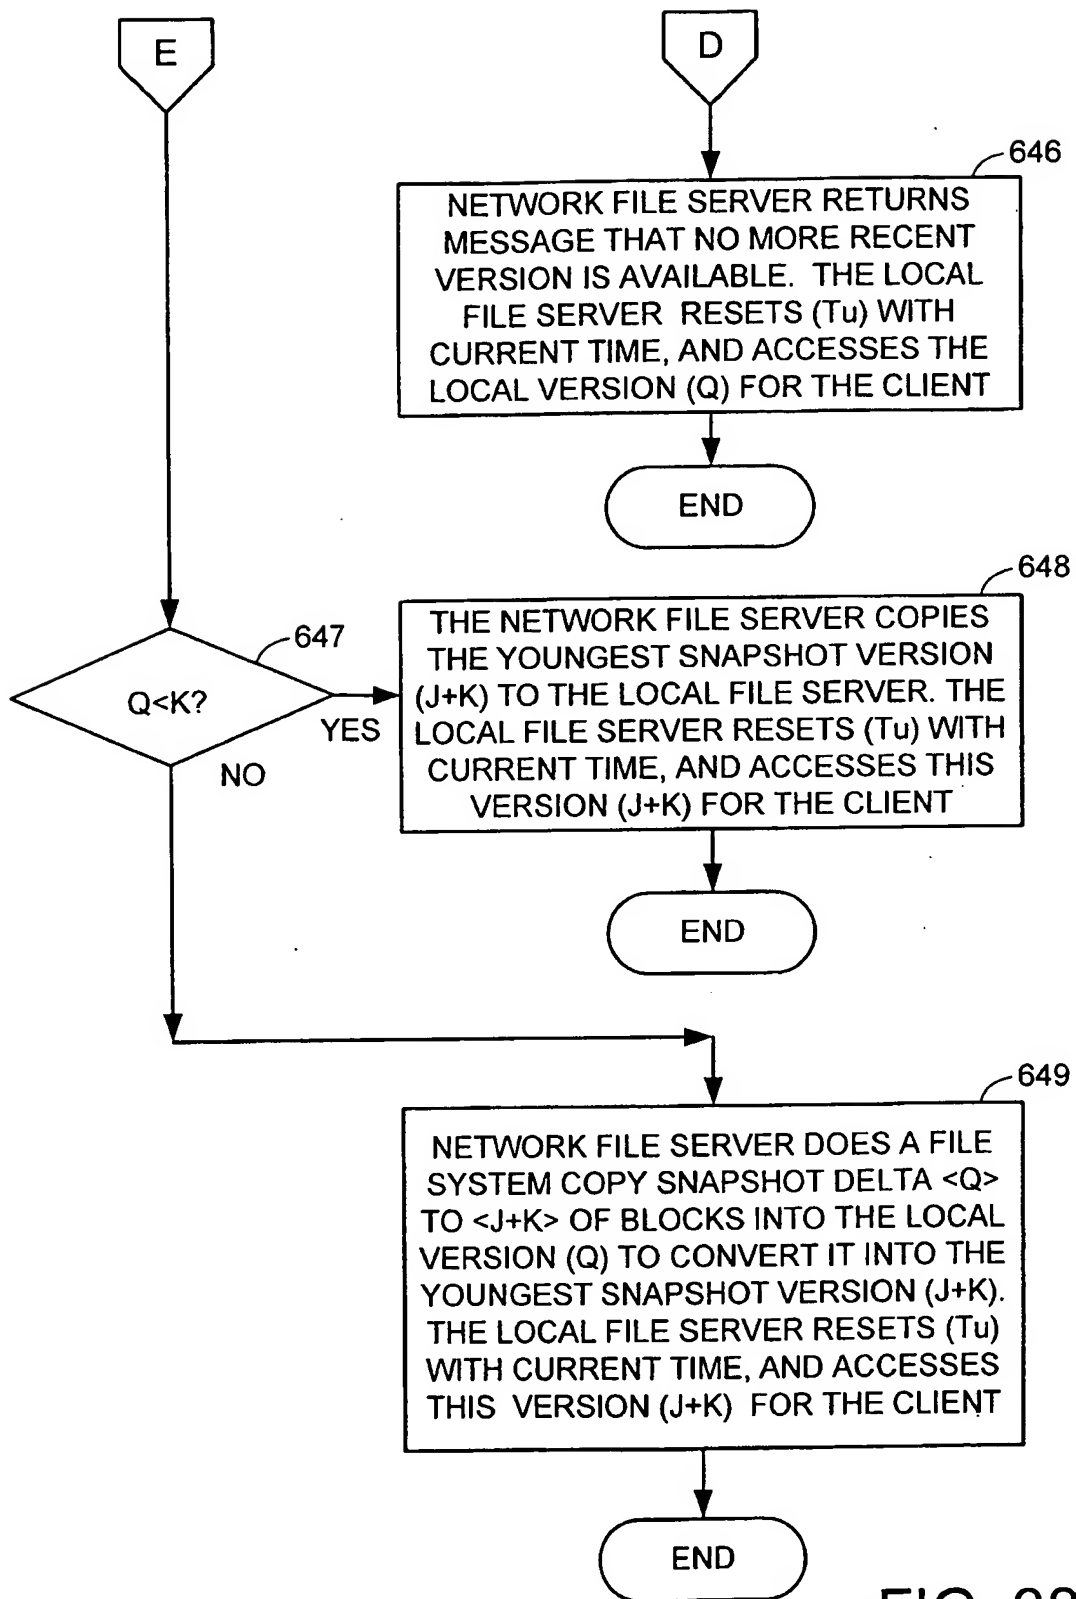 E
D
646
NETWORK FILE SERVER RETURNS
MESSAGE THAT NO MORE RECENT
VERSION IS AVAILABLE. THE LOCAL
FILE SERVER RESETS (Tu) WITH
CURRENT TIME, AND ACCESSES THE
LOCAL VERSION (Q) FOR THE CLIENT
END
648
647
Q<K?
YES
NO
THE NETWORK FILE SERVER COPIES
THE YOUNGEST SNAPSHOT VERSION
(J+K) TO THE LOCAL FILE SERVER. THE
LOCAL FILE SERVER RESETS (Tu) WITH
CURRENT TIME, AND ACCESSES THIS
VERSION (J+K) FOR THE CLIENT
END
649
NETWORK FILE SERVER DOES A FILE
SYSTEM COPY SNAPSHOT DELTA <Q>
TO <J+K> OF BLOCKS INTO THE LOCAL
VERSION (Q) TO CONVERT IT INTO THE
YOUNGEST SNAPSHOT VERSION (J+K).
THE LOCAL FILE SERVER RESETS (Tu)
WITH CURRENT TIME, AND ACCESSES
THIS VERSION (J+K) FOR THE CLIENT
END